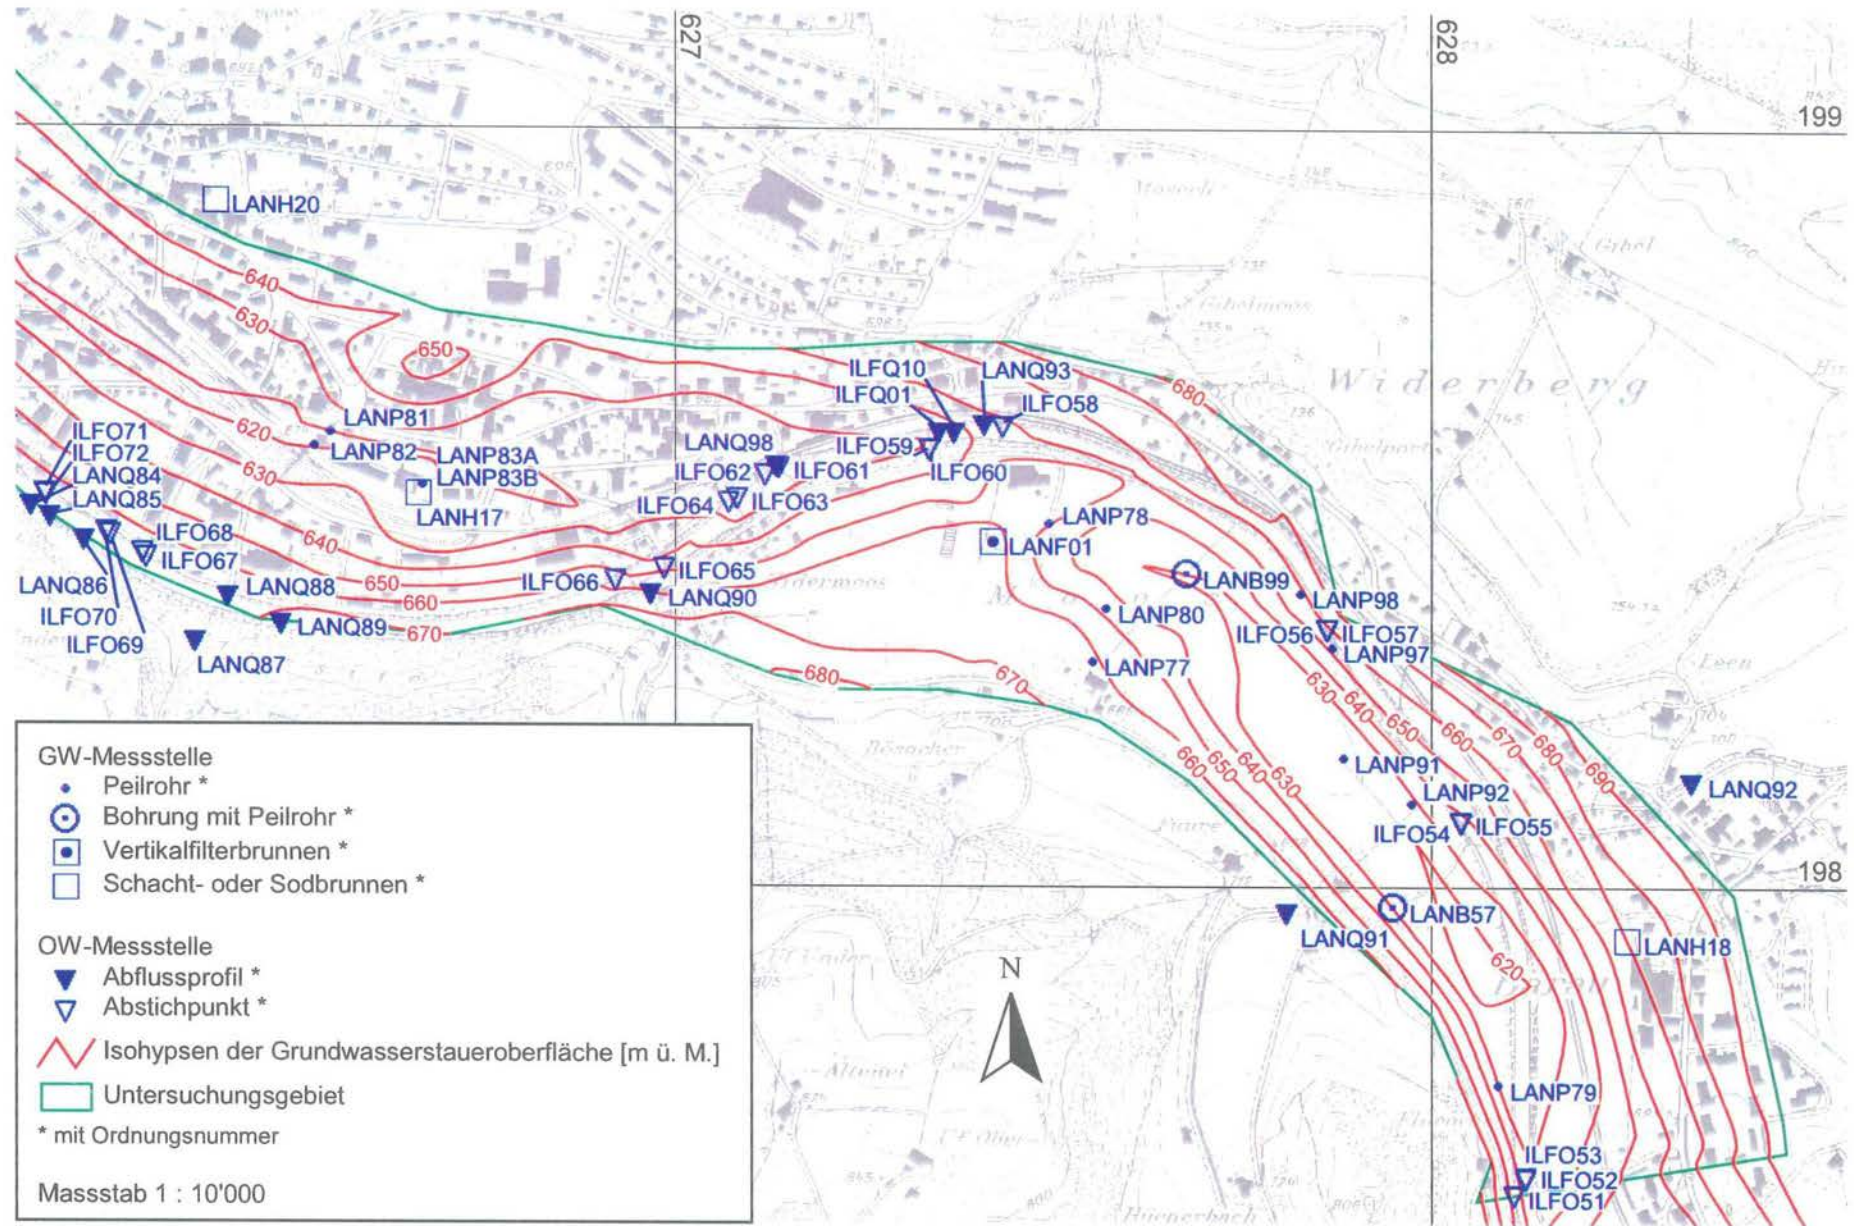 627
628
199
LANH20
640
630
650
680
ILFQ10
LANQ93
ILFQ01
ILFO58
Widerberg
Gibel
Gibelmoos
LANP81
ILFO71
620
LANP82
LANP83A
LANQ98
ILFO59
ILFO72
LANP83B
ILFO62
ILFO61
ILFO60
LANQ84
630
ILFO64
ILFO63
LANQ85
LANH17
LANP78
ILFO68
640
LANF01
ILFO67
ILFO65
LANQ86
LANQ88
650
ILFO66
LANB99
660
LANQ90
LANP98
ILFO70
LANP80
LANQ89
670
ILFO56
ILFO57
ILFO69
LANP97
LANQ87
LANP77
680
670
630
640
650
660
670
680
690
660
650
640
630
LANP91
LANQ92
LANP92
ILFO54
ILFO55
198
LANB57
LANQ91
LANH18
620
N
LANP79
ILFO53
ILFO52
ILFO51
GW-Messstelle
Peilrohr *
Bohrung mit Peilrohr *
Vertikalfilterbrunnen *
Schacht- oder Sodbrunnen *
OW-Messstelle
Abflussprofil *
Abstichpunkt *
Isohypsen der Grundwasserstaueroberfläche [m ü. M.]
Untersuchungsgebiet
* mit Ordnungsnummer
Massstab 1 : 10'000